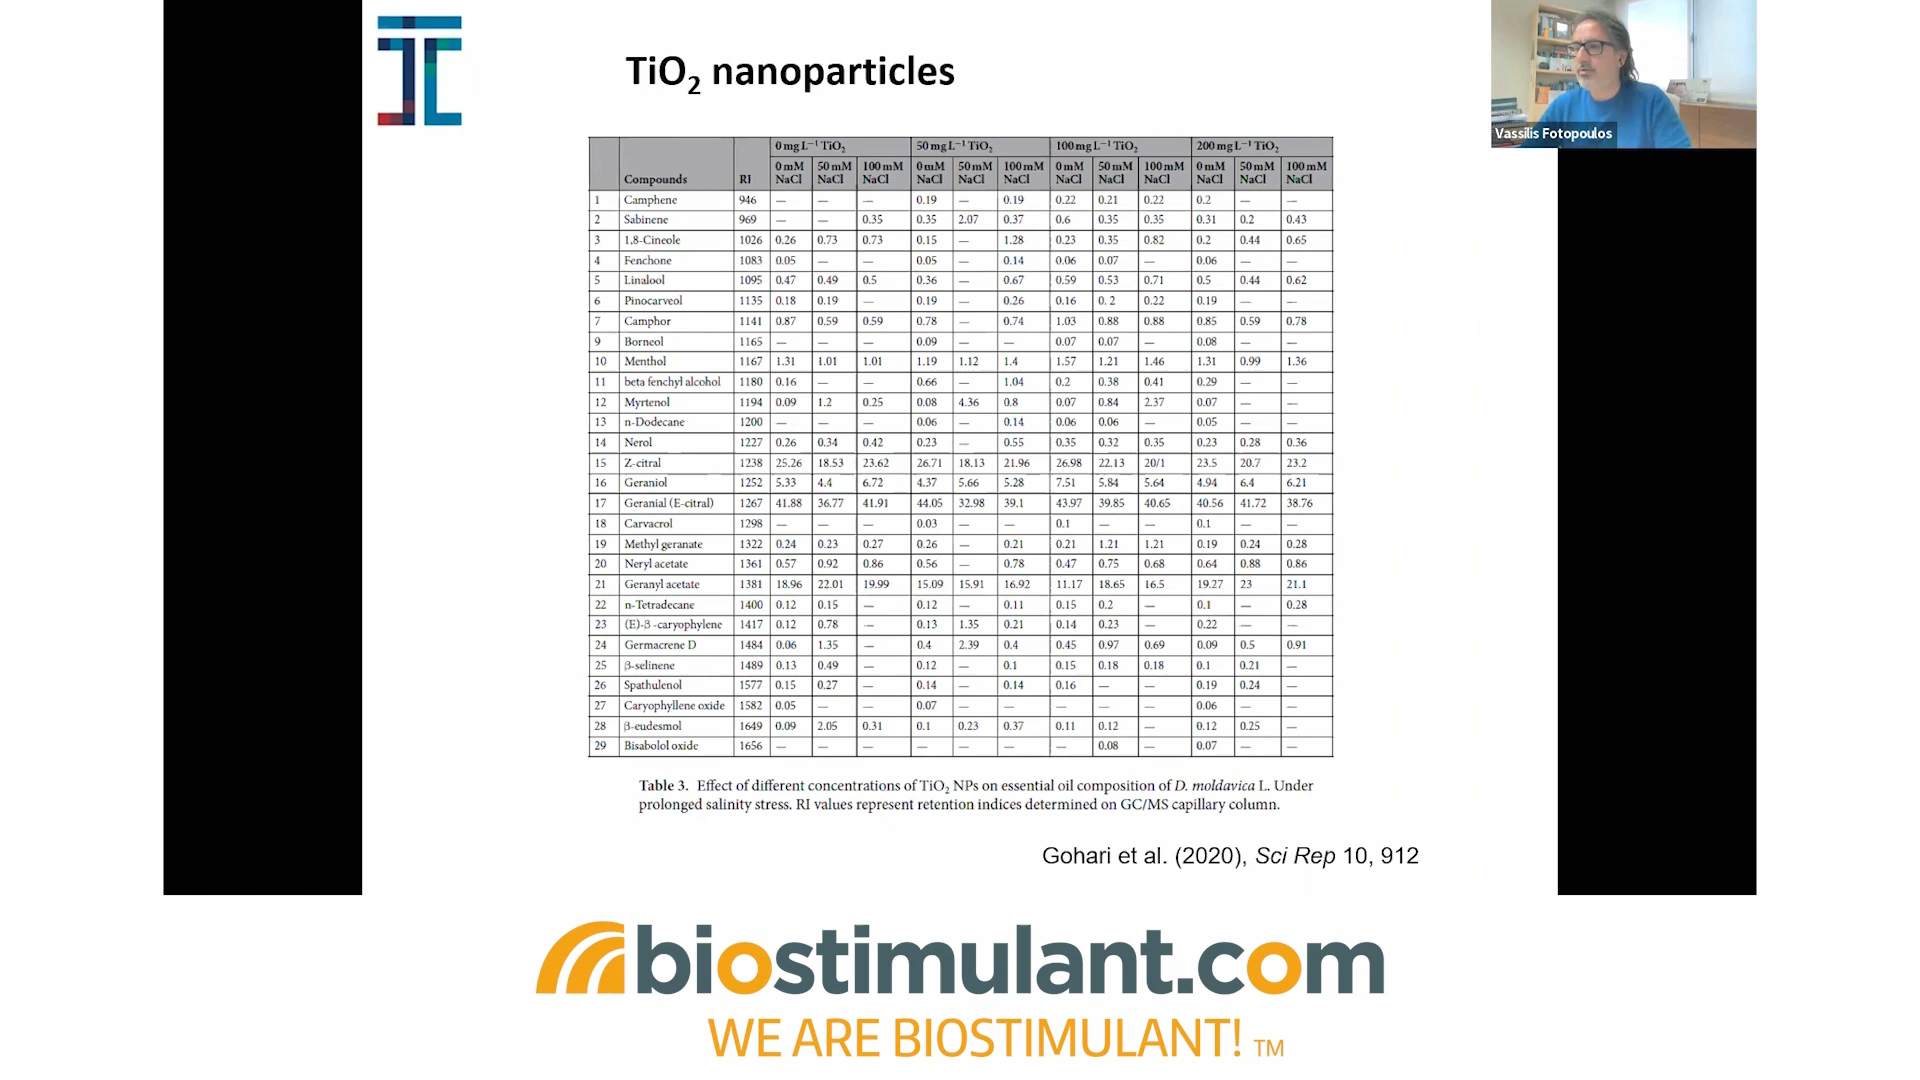 TiO2 nanoparticles
Vassilis Fotopoulos
0 mg L−1 TiO2 50 mg L−1 TiO2 100 mg L−1 TiO2 200 mg L−1 TiO2
Compounds RI 0 mM NaCl 50 mM NaCl 100 mM NaCl 0 mM NaCl 50 mM NaCl 100 mM NaCl 0 mM NaCl 50 mM NaCl 100 mM NaCl 0 mM NaCl 50 mM NaCl 100 mM NaCl
1 Camphene 946 — — — 0.19 — 0.19 0.22 0.21 0.22 0.2 — —
2 Sabinene 969 — — 0.35 0.35 2.07 0.37 0.6 0.35 0.35 0.31 0.2 0.43
3 1,8-Cineole 1026 0.26 0.73 0.73 0.15 — 1.28 0.23 0.35 0.82 0.2 0.44 0.65
4 Fenchone 1083 0.05 — — 0.05 — 0.14 0.06 0.07 — 0.06 — —
5 Linalool 1095 0.47 0.49 0.5 0.36 — 0.67 0.59 0.53 0.71 0.5 0.44 0.62
6 Pinocarveol 1135 0.18 0.19 — 0.19 — 0.26 0.16 0. 2 0.22 0.19 — —
7 Camphor 1141 0.87 0.59 0.59 0.78 — 0.74 1.03 0.88 0.88 0.85 0.59 0.78
9 Borneol 1165 — — — 0.09 — — 0.07 0.07 — 0.08 — —
10 Menthol 1167 1.31 1.01 1.01 1.19 1.12 1.4 1.57 1.21 1.46 1.31 0.99 1.36
11 beta fenchyl alcohol 1180 0.16 — — 0.66 — 1.04 0.2 0.38 0.41 0.29 — —
12 Myrtenol 1194 0.09 1.2 0.25 0.08 4.36 0.8 0.07 0.84 2.37 0.07 — —
13 n-Dodecane 1200 — — — 0.06 — 0.14 0.06 0.06 — 0.05 — —
14 Nerol 1227 0.26 0.34 0.42 0.23 — 0.55 0.35 0.32 0.35 0.23 0.28 0.36
15 Z-citral 1238 25.26 18.53 23.62 26.71 18.13 21.96 26.98 22.13 20/1 23.5 20.7 23.2
16 Geraniol 1252 5.33 4.4 6.72 4.37 5.66 5.28 7.51 5.84 5.64 4.94 6.4 6.21
17 Geranial (E-citral) 1267 41.88 36.77 41.91 44.05 32.98 39.1 43.97 39.85 40.65 40.56 41.72 38.76
18 Carvacrol 1298 — — — 0.03 — — 0.1 — — 0.1 — —
19 Methyl geranate 1322 0.24 0.23 0.27 0.26 — 0.21 0.21 1.21 1.21 0.19 0.24 0.28
20 Neryl acetate 1361 0.57 0.92 0.86 0.56 — 0.78 0.47 0.75 0.68 0.64 0.88 0.86
21 Geranyl acetate 1381 18.96 22.01 19.99 15.09 15.91 16.92 11.17 18.65 16.5 19.27 23 21.1
22 n-Tetradecane 1400 0.12 0.15 — 0.12 — 0.11 0.15 0.2 — 0.1 — 0.28
23 (E)-β -caryophylene 1417 0.12 0.78 — 0.13 1.35 0.21 0.14 0.23 — 0.22 — —
24 Germacrene D 1484 0.06 1.35 — 0.4 2.39 0.4 0.45 0.97 0.69 0.09 0.5 0.91
25 β-selinene 1489 0.13 0.49 — 0.12 — 0.1 0.15 0.18 0.18 0.1 0.21 —
26 Spathulenol 1577 0.15 0.27 — 0.14 — 0.14 0.16 — — 0.19 0.24 —
27 Caryophyllene oxide 1582 0.05 — — 0.07 — — — — — 0.06 — —
28 β-eudesmol 1649 0.09 2.05 0.31 0.1 0.23 0.37 0.11 0.12 — 0.12 0.25 —
29 Bisabolol oxide 1656 — — — — — — — 0.08 — 0.07 — —
Table 3. Effect of different concentrations of TiO2 NPs on essential oil composition of D. moldavica L. Under
prolonged salinity stress. RI values represent retention indices determined on GC/MS capillary column.
Gohari et al. (2020), Sci Rep 10, 912
biostimulant.com
WE ARE BIOSTIMULANT! TM